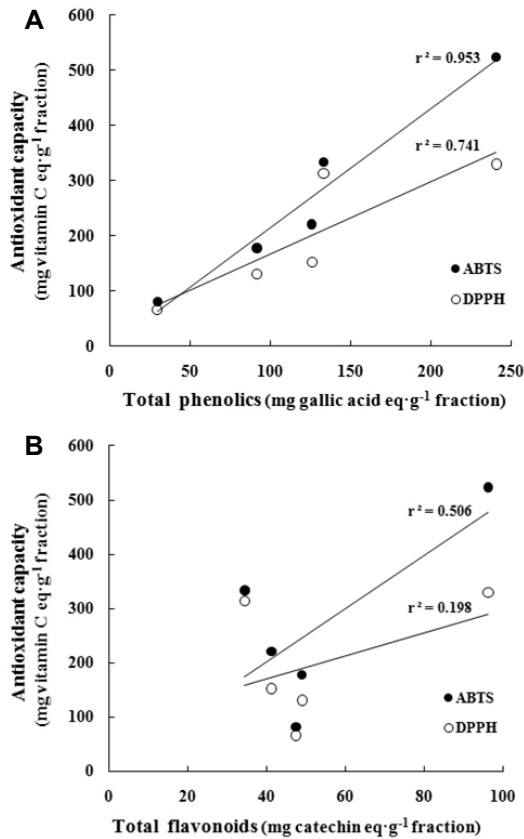 A
600
500
400
300
200
100
0
r² = 0.953
r² = 0.741
ABTS
DPPH
0 50 100 150 200 250
Antioxidant capacity
(mg vitamin C eq·g⁻¹ fraction)
Total phenolics (mg gallic acid eq·g⁻¹ fraction)
B
600
500
400
300
200
100
0
r² = 0.506
r² = 0.198
ABTS
DPPH
0 20 40 60 80 100
Antioxidant capacity
(mg vitamin C eq·g⁻¹ fraction)
Total flavonoids (mg catechin eq·g⁻¹ fraction)